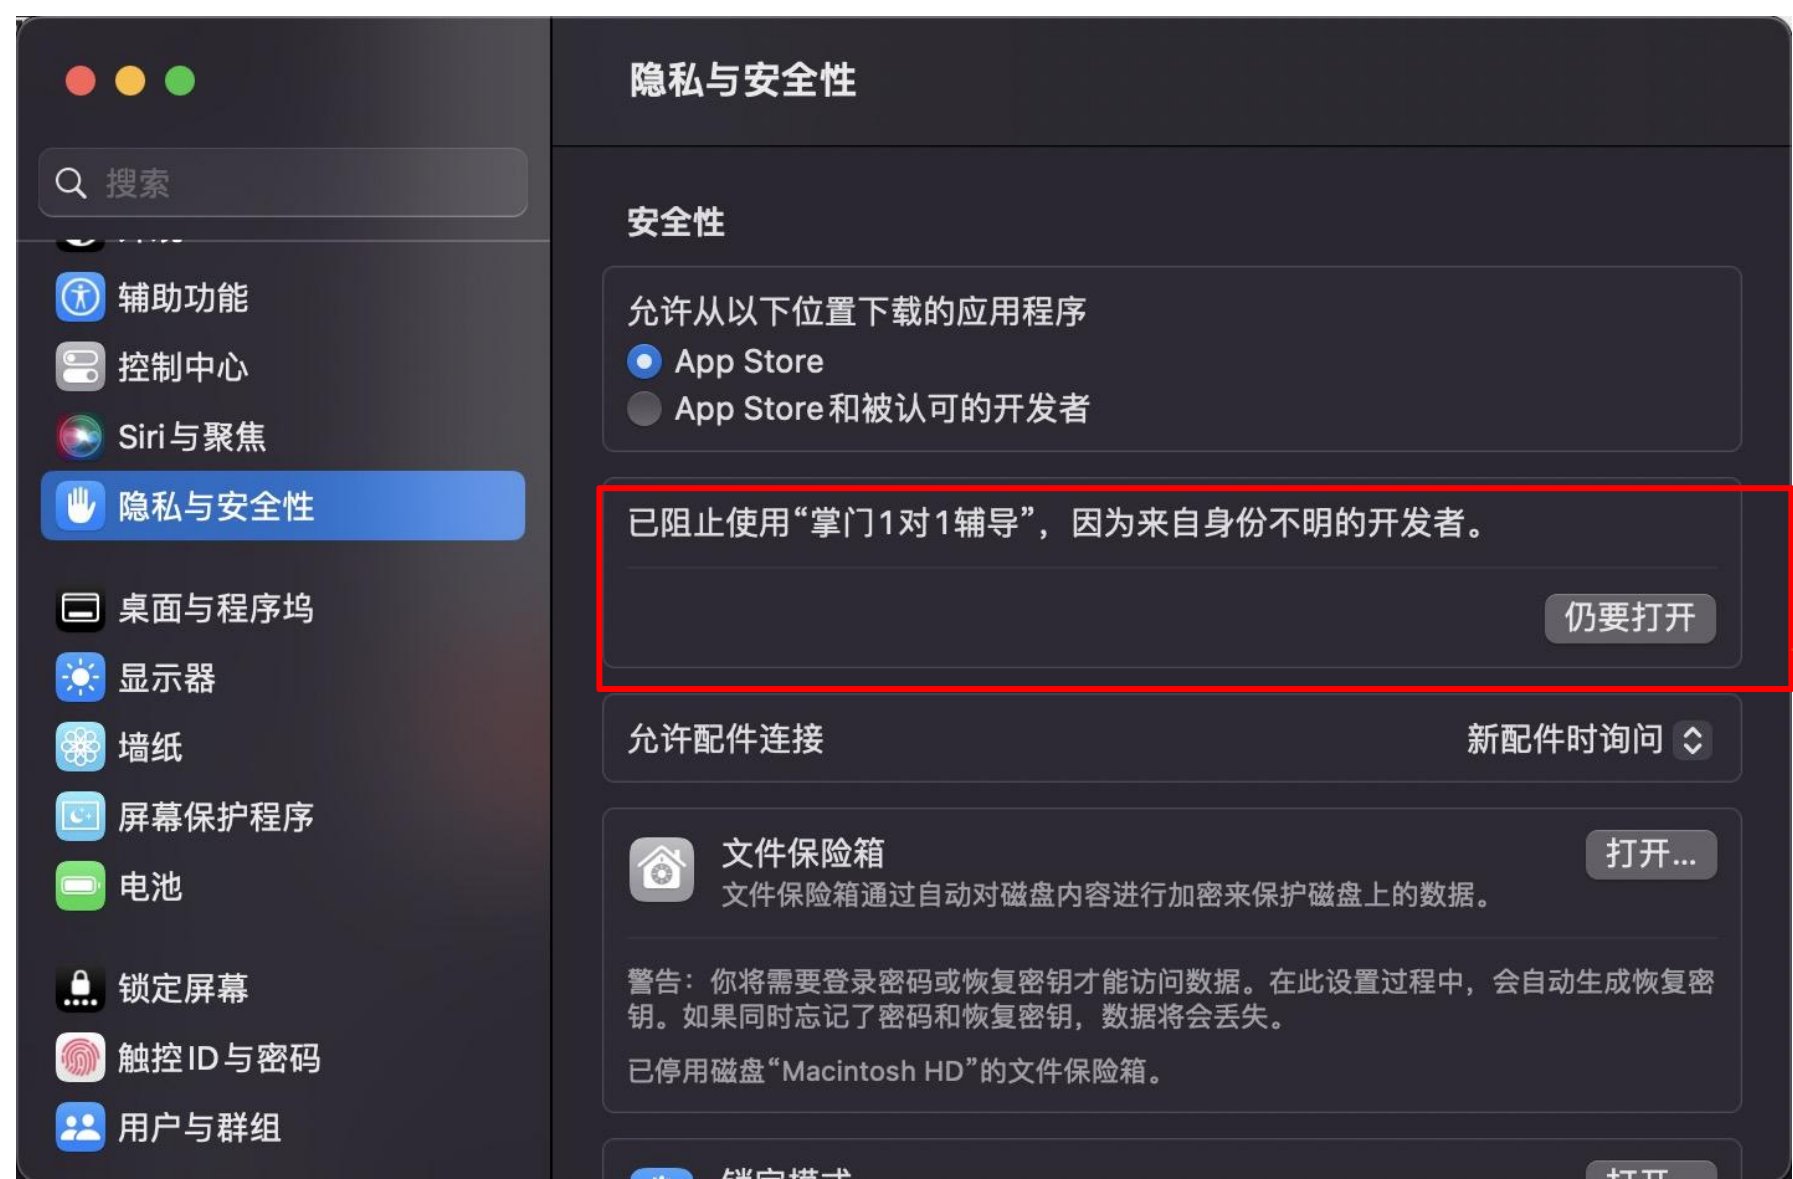 隐私与安全性
搜索
辅助功能
控制中心
Siri与聚焦
隐私与安全性
桌面与程序坞
显示器
墙纸
屏幕保护程序
电池
锁定屏幕
触控ID与密码
用户与群组
安全性
允许从以下位置下载的应用程序
App Store
App Store和被认可的开发者
已阻止使用“掌门1对1辅导”，因为来自身份不明的开发者。
仍要打开
允许配件连接
新配件时询问
文件保险箱
打开...
文件保险箱通过自动对磁盘内容进行加密来保护磁盘上的数据。
警告：你将需要登录密码或恢复密钥才能访问数据。在此设置过程中，会自动生成恢复密
钥。如果同时忘记了密码和恢复密钥，数据将会丢失。
已停用磁盘“Macintosh HD”的文件保险箱。